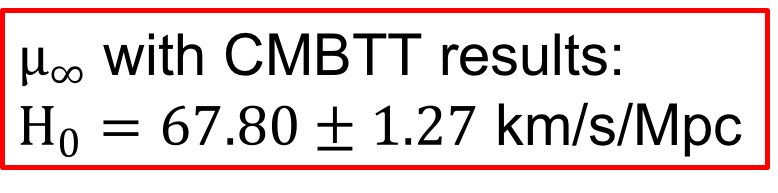 μ∞ with CMBTT results:
H₀ = 67.80 ± 1.27 km/s/Mpc